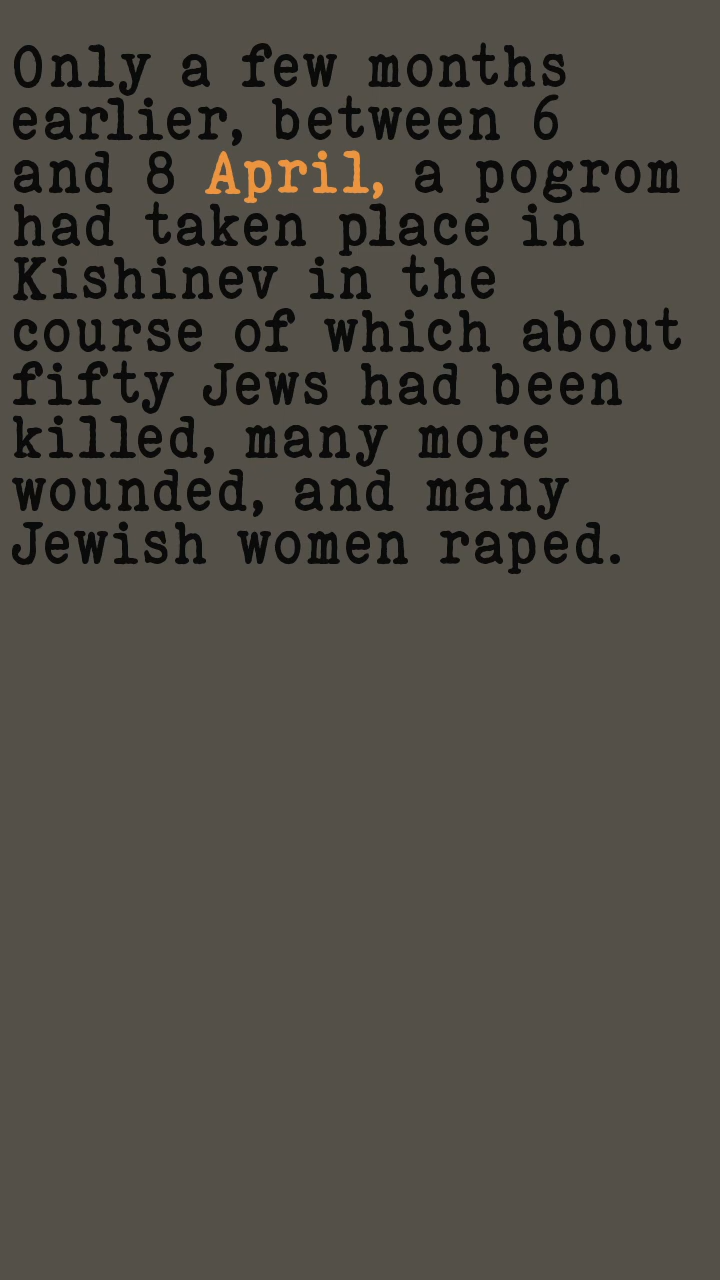 Only a few months
earlier, between 6
and 8 April, a pogrom
had taken place in
Kishinev in the
course of which about
fifty Jews had been
killed, many more
wounded, and many
Jewish women raped.